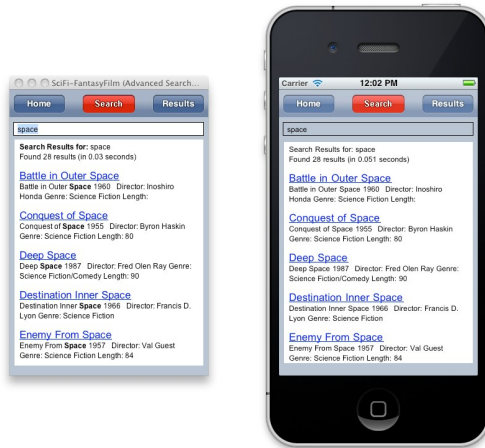 SciFi-FantasyFilm (Advanced Search...
Home Search Results
space
Search Results for: space
Found 28 results (in 0.03 seconds)
Battle in Outer Space
Battle in Outer Space 1960 Director: Inoshiro
Honda Genre: Science Fiction Length:
Conquest of Space
Conquest of Space 1955 Director: Byron Haskin
Genre: Science Fiction Length: 80
Deep Space
Deep Space 1987 Director: Fred Olen Ray Genre:
Science Fiction/Comedy Length: 90
Destination Inner Space
Destination Inner Space 1966 Director: Francis D.
Lyon Genre: Science Fiction
Enemy From Space
Enemy From Space 1957 Director: Val Guest
Genre: Science Fiction Length: 84
Carrier 12:02 PM
Home Search Results
space
Search Results for: space
Found 28 results (in 0.051 seconds)
Battle in Outer Space
Battle in Outer Space 1960 Director: Inoshiro
Honda Genre: Science Fiction Length:
Conquest of Space
Conquest of Space 1955 Director: Byron Haskin
Genre: Science Fiction Length: 80
Deep Space
Deep Space 1987 Director: Fred Olen Ray Genre:
Science Fiction/Comedy Length: 90
Destination Inner Space
Destination Inner Space 1966 Director: Francis D.
Lyon Genre: Science Fiction
Enemy From Space
Enemy From Space 1957 Director: Val Guest
Genre: Science Fiction Length: 84